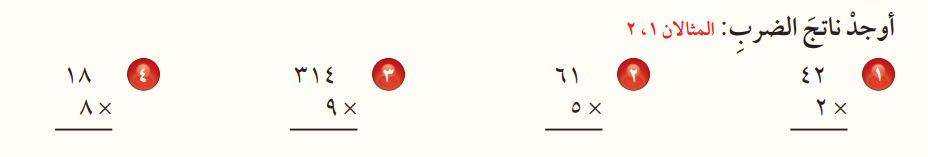 أوجدْ ناتجَ الضربِ: المثالان ١، ٢
١ ٤٢ ٢ ٦١ ٣ ٣١٤ ٤ ١٨
× ٢ × ٥ × ٩ × ٨